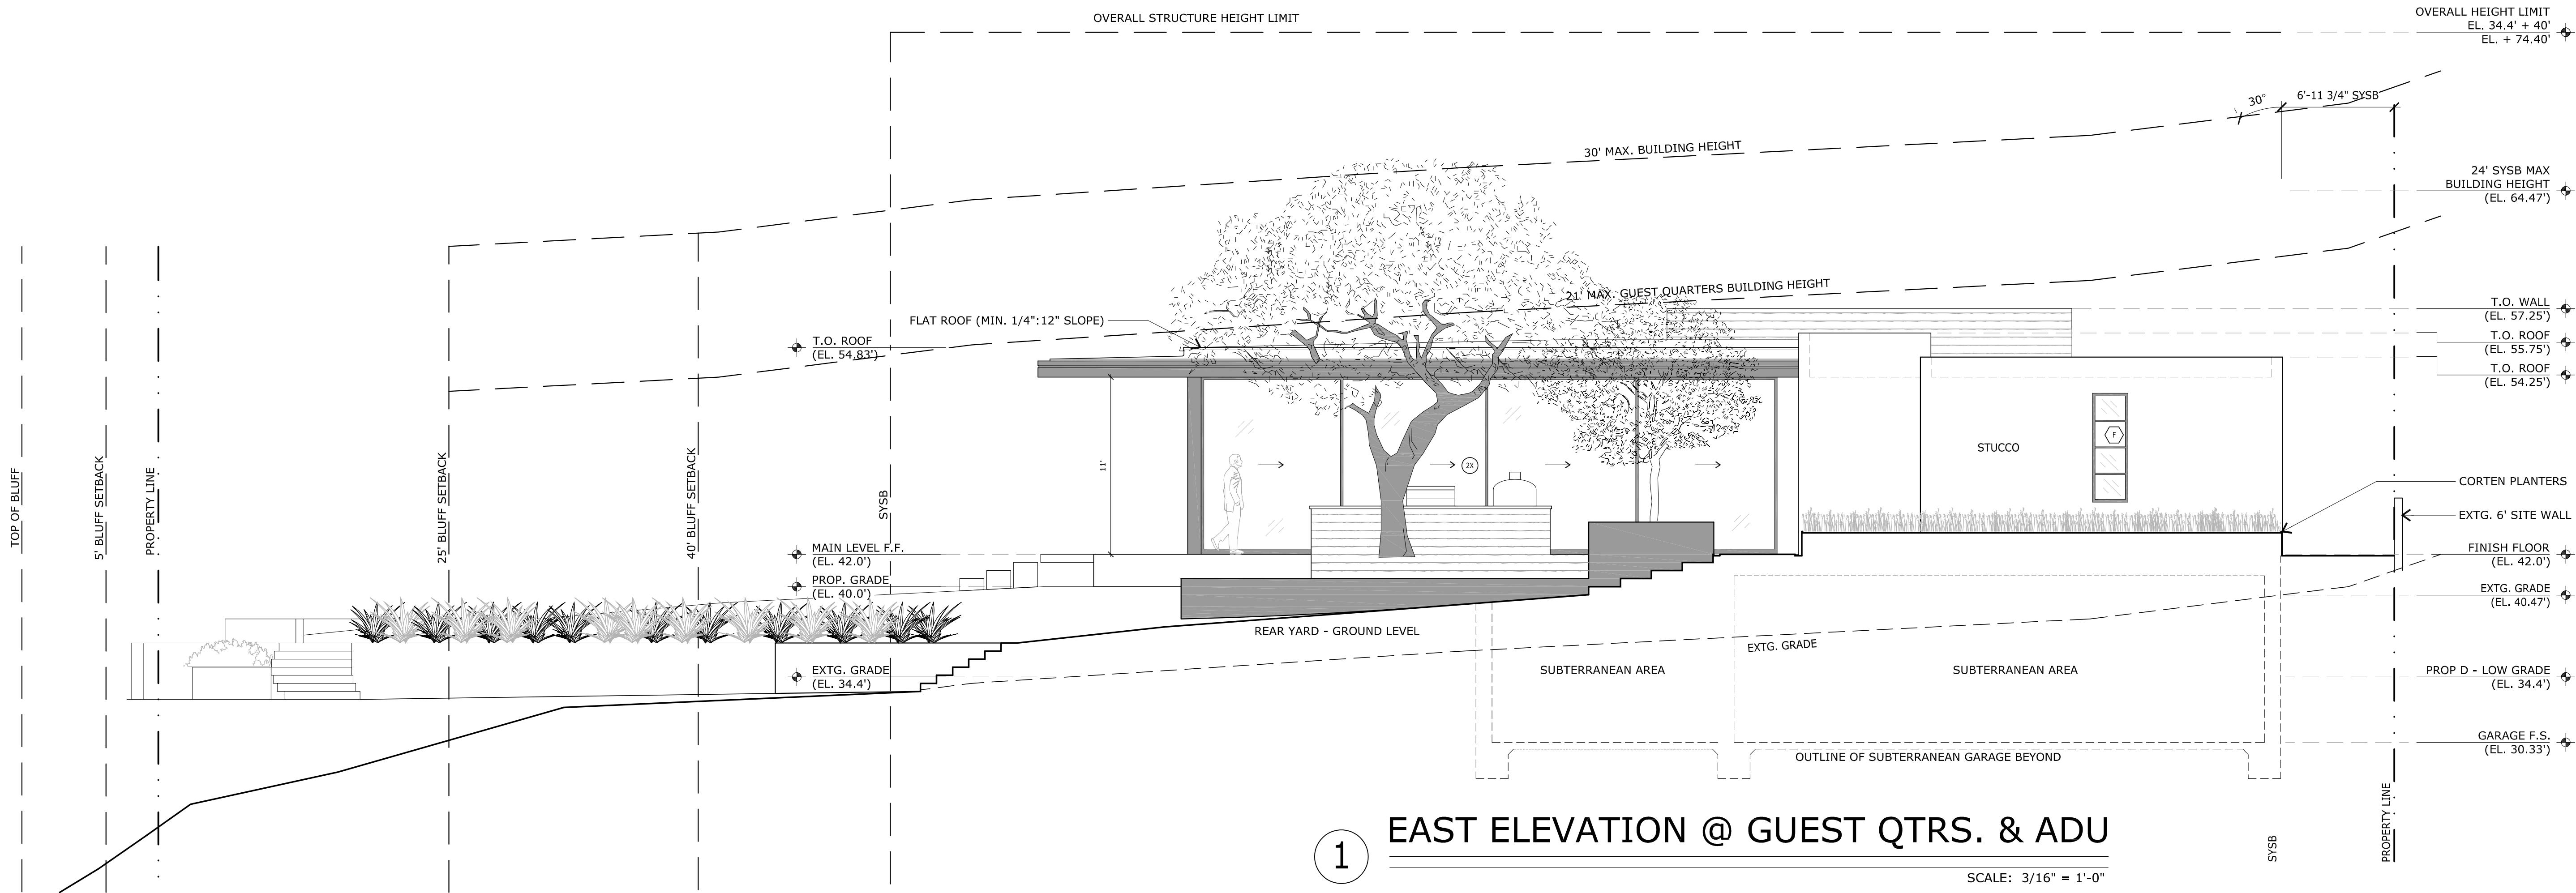 OVERALL STRUCTURE HEIGHT LIMIT
OVERALL HEIGHT LIMIT
EL. 34.4' + 40'
EL. + 74.40'
30°
6'-11 3/4" SYSB
30' MAX. BUILDING HEIGHT
24' SYSB MAX
BUILDING HEIGHT
(EL. 64.47')
21' MAX. GUEST QUARTERS BUILDING HEIGHT
FLAT ROOF (MIN. 1/4":12" SLOPE)
T.O. ROOF
(EL. 54.83')
T.O. WALL
(EL. 57.25')
T.O. ROOF
(EL. 55.75')
T.O. ROOF
(EL. 54.25')
TOP OF BLUFF
5' BLUFF SETBACK
PROPERTY LINE
25' BLUFF SETBACK
40' BLUFF SETBACK
SYSB
11'
2X
STUCCO
F
CORTEN PLANTERS
EXTG. 6' SITE WALL
MAIN LEVEL F.F.
(EL. 42.0')
PROP. GRADE
(EL. 40.0')
FINISH FLOOR
(EL. 42.0')
EXTG. GRADE
(EL. 40.47')
REAR YARD - GROUND LEVEL
EXTG. GRADE
EXTG. GRADE
(EL. 34.4')
SUBTERRANEAN AREA
SUBTERRANEAN AREA
PROP D - LOW GRADE
(EL. 34.4')
GARAGE F.S.
(EL. 30.33')
OUTLINE OF SUBTERRANEAN GARAGE BEYOND
SYSB
PROPERTY LINE
1
EAST ELEVATION @ GUEST QTRS. & ADU
SCALE: 3/16" = 1'-0"